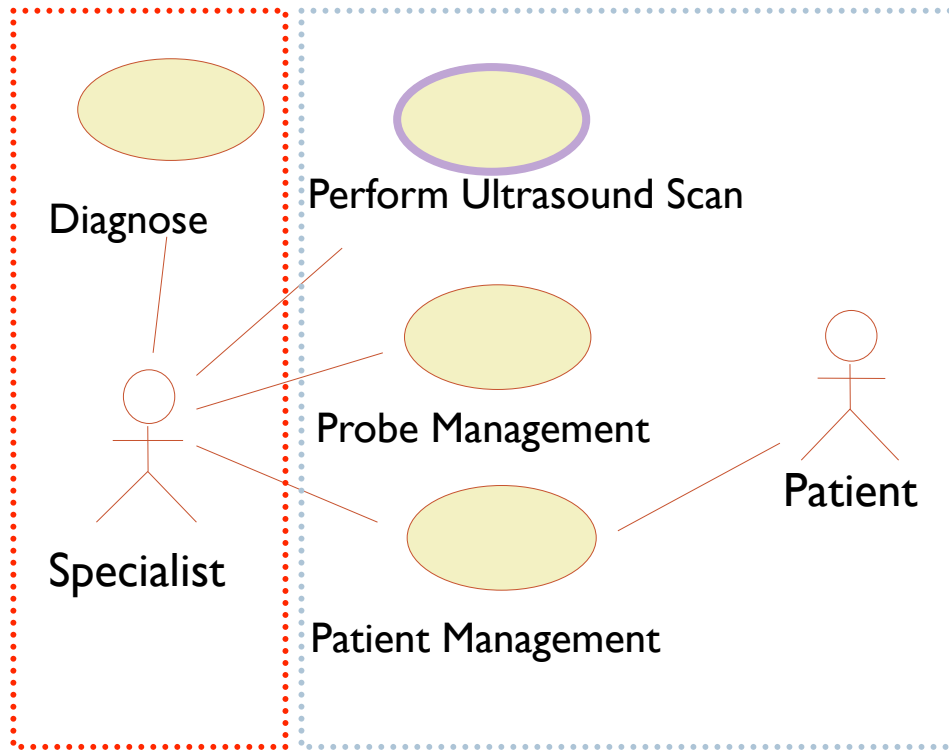 Diagnose
Perform Ultrasound Scan
Probe Management
Patient
Specialist
Patient Management